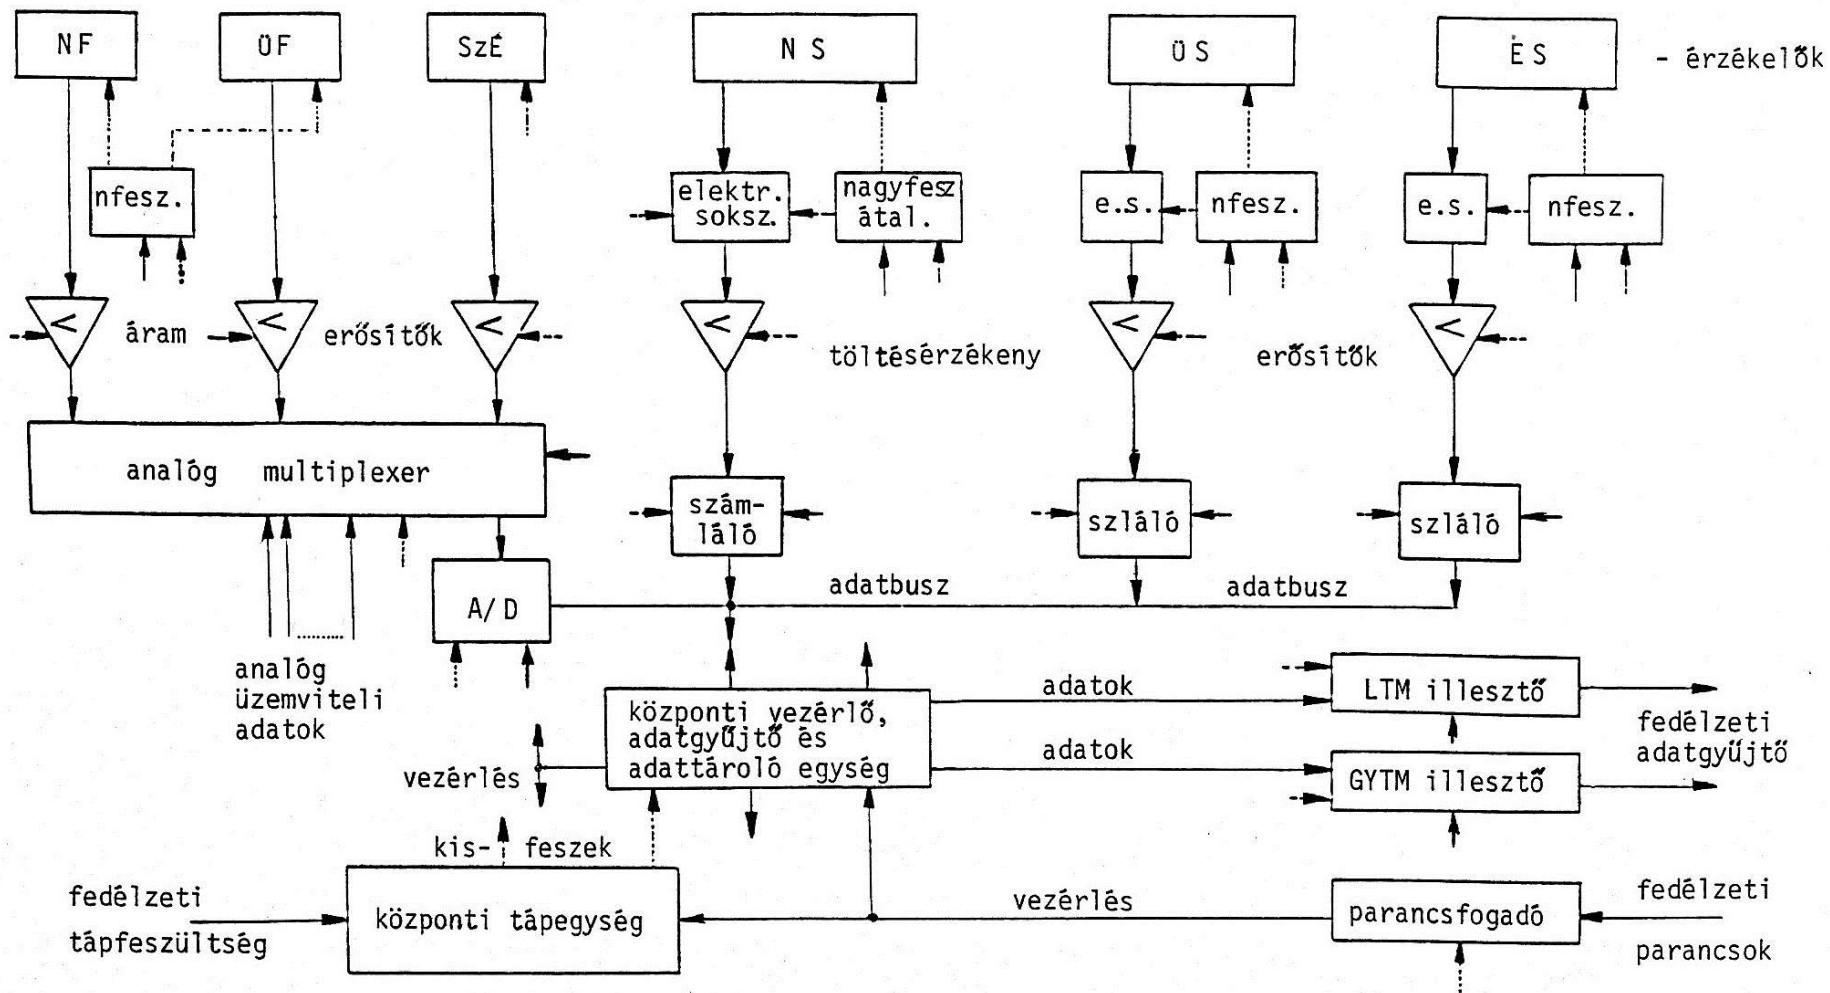 NF
ÜF
SzÉ
N S
Ü S
É S
- érzékelők
nfesz.
elektr.
soksz.
nagyfesz
átal.
e.s.
nfesz.
e.s.
nfesz.
<
áram
<
erősítők
<
<
töltésérzékeny
<
erősítők
<
analóg multiplexer
szám-
láló
szláló
szláló
A/D
adatbusz
adatbusz
analóg
üzemviteli
adatok
központi vezérlő,
adatgyűjtő és
adattároló egység
vezérlés
adatok
adatok
LTM illesztő
GYTM illesztő
fedélzeti
adatgyűjtő
kis- feszek
fedélzeti
tápfeszültség
központi tápegység
vezérlés
parancsfogadó
fedélzeti
parancsok